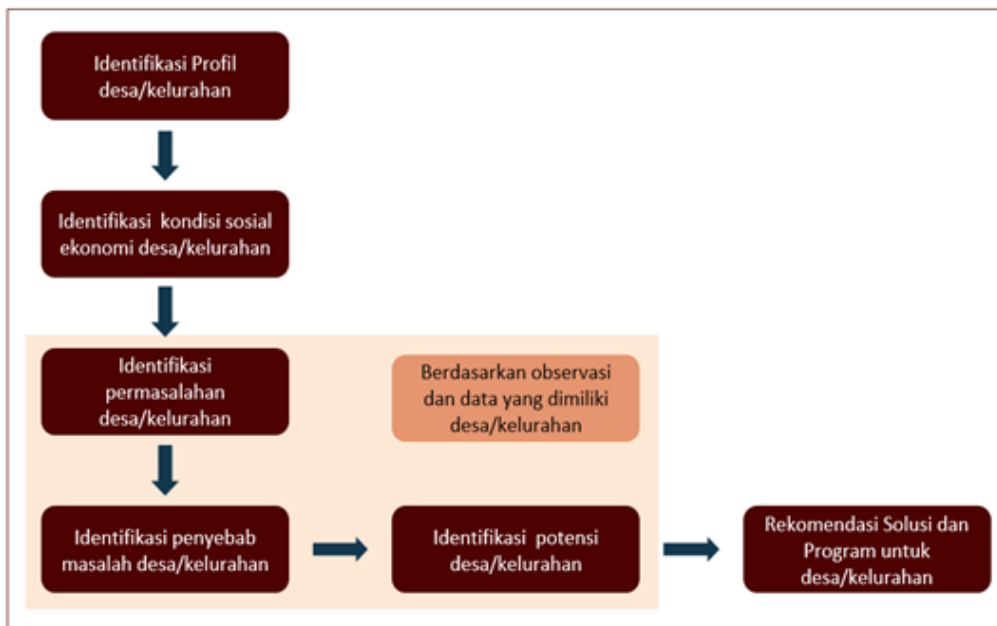 Identifikasi Profil
desa/kelurahan
Identifikasi kondisi sosial
ekonomi desa/kelurahan
Identifikasi
permasalahan
desa/kelurahan
Berdasarkan observasi
dan data yang dimiliki
desa/kelurahan
Identifikasi penyebab
masalah desa/kelurahan
Identifikasi potensi
desa/kelurahan
Rekomendasi Solusi dan
Program untuk
desa/kelurahan